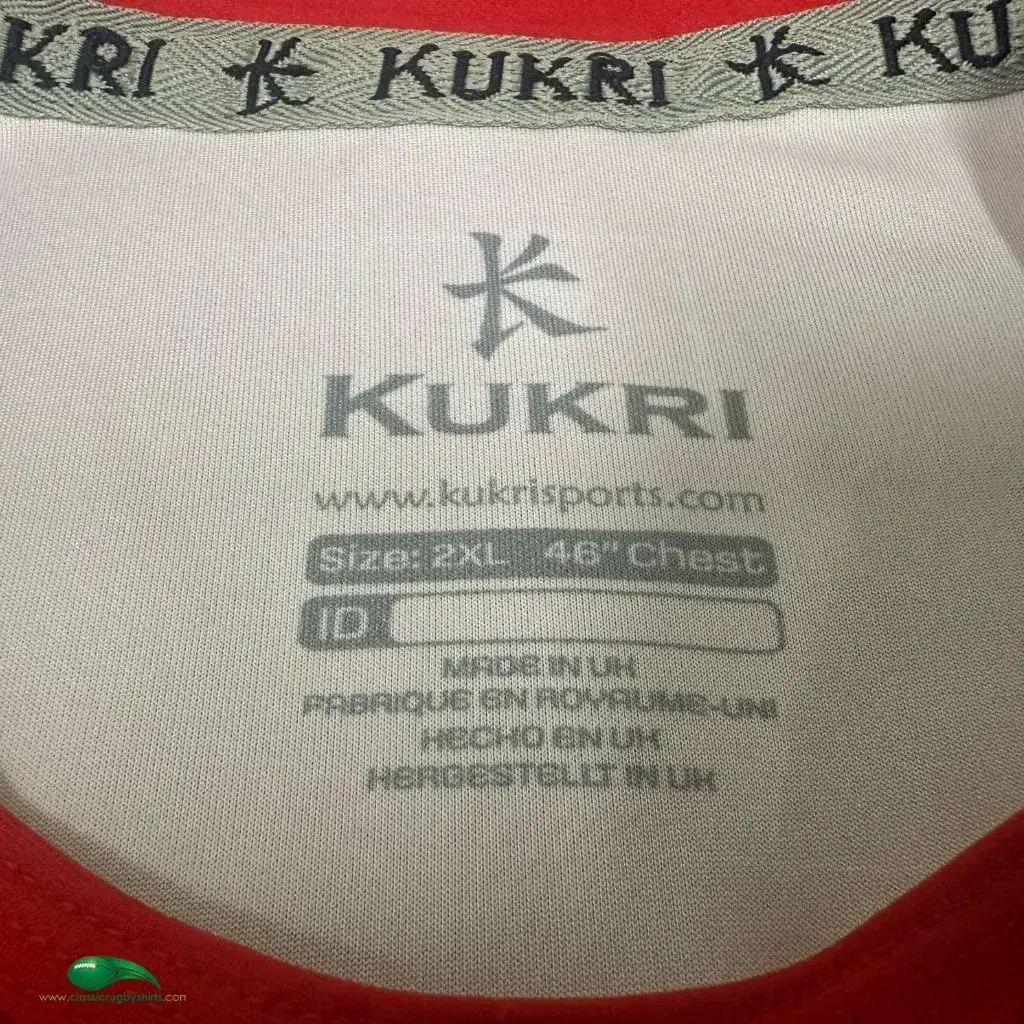 KRI KUKRI KU
KUKRI
www.kukrisports.com
Size: 2XL 46" Chest
ID
MADE IN UK
FABRIQUE EN ROYAUME-UNI
HECHO EN UK
HERGESTELLT IN UK
www.classicrugbyshirts.com